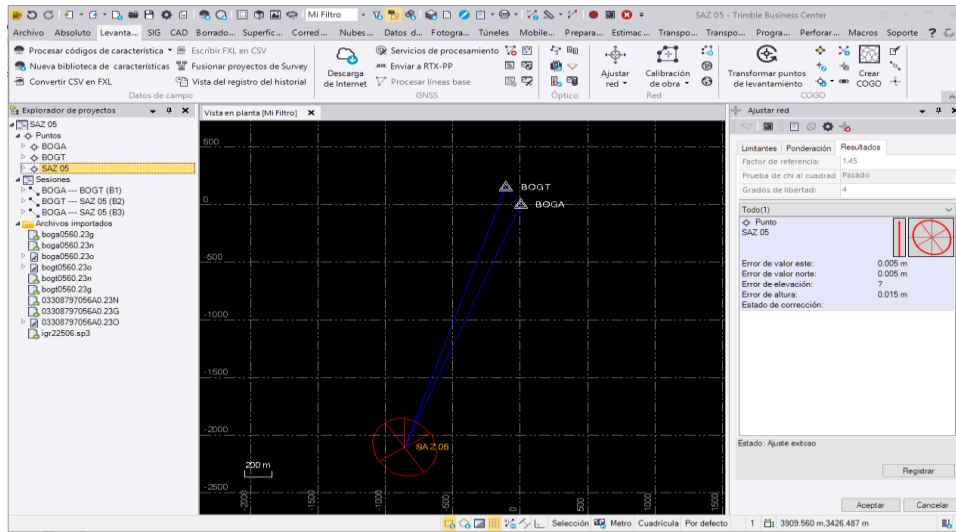 Mi Filtro
SAZ 05 - Trimble Business Center
Archivo Absoluto Levanta... SIG CAD Borrado... Superfic... Corred... Nubes... Datos d... Fotogra... Túneles Mobile... Prepara... Estimac... Transpo... Transpo... Progra... Perforar... Macros Soporte
Procesar códigos de característica
Escribir FXL en CSV
Nueva biblioteca de características
Fusionar proyectos de Survey
Convertir CSV en FXL
Vista del registro del historial
Datos de campo
Descarga de Internet
Servicios de procesamiento
Enviar a RTX-PP
Procesar líneas base
GNSS
Óptico
Ajustar red
Calibración de obra
Red
Transformar puntos de levantamiento
Crear COGO
COGO
Explorador de proyectos
SAZ 05
Puntos
BOGA
BOGT
SAZ 05
Sesiones
BOGA --- BOGT (B1)
BOGT --- SAZ 05 (B2)
BOGA --- SAZ 05 (B3)
Archivos importados
boga0560.23g
boga0560.23n
boga0560.23o
bogt0560.23o
bogt0560.23n
bogt0560.23g
03308797056A0.23N
03308797056A0.23G
03308797056A0.23O
igr22506.sp3
Vista en planta [Mi Filtro]
500
0
-500
-1000
-1500
-2000
-2500
BOGT
BOGA
SAZ 05
200 m
-2000
-1500
-1000
-500
0
500
1000
1500
Ajustar red
Limitantes Ponderación Resultados
Factor de referencia: 1.45
Prueba de chi al cuadrad Pasado
Grados de libertad: 4
Todo(1)
Punto
SAZ 05
Error de valor este: 0.005 m
Error de valor norte: 0.005 m
Error de elevación: ?
Error de altura: 0.015 m
Estado de corrección:
Estado: Ajuste exitoso
Registrar
Aceptar Cancelar
Selección Metro Cuadrícula Por defecto 1 3909.560 m,3426.487 m